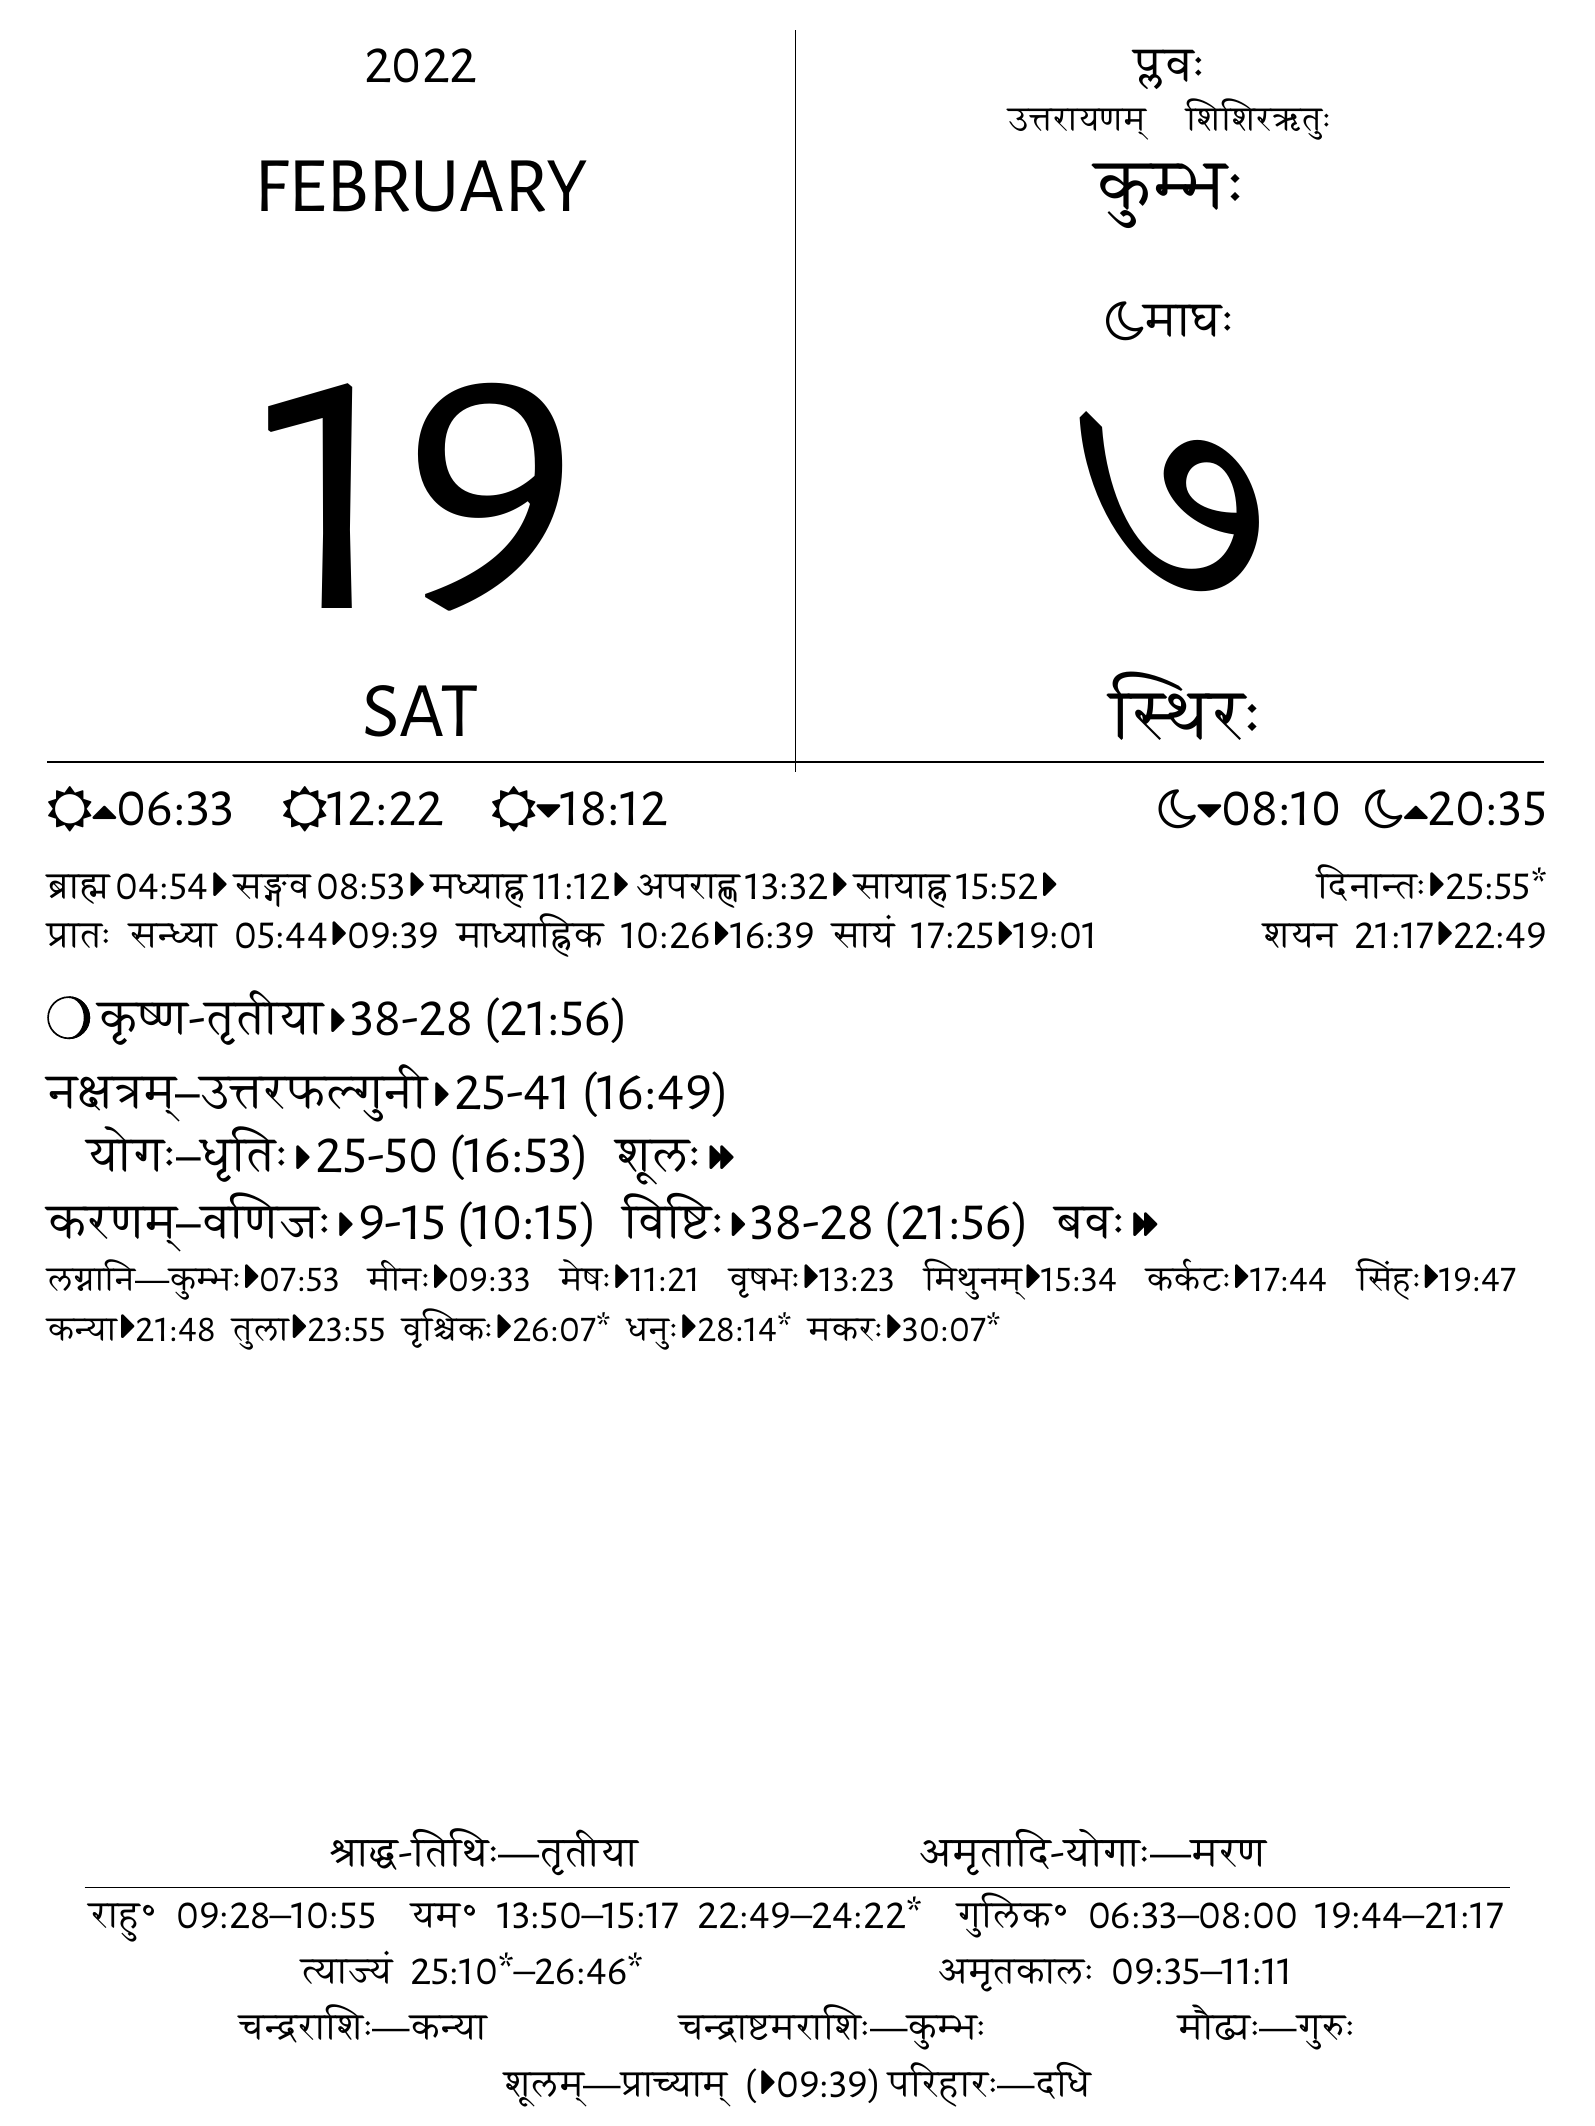 2022
FEBRUARY
19
SAT
प्लवः
उत्तरायणम् शिशिरऋतुः
कुम्भः
माघः
७
स्थिरः
06:33 12:22 18:12 08:10 20:35
ब्राह्म 04:54 सङ्गव 08:53 मध्याह्न 11:12 अपराह्ण 13:32 सायाह्न 15:52 दिनान्तः 25:55*
प्रातः सन्ध्या 05:44 09:39 माध्याह्निक 10:26 16:39 सायं 17:25 19:01 शयन 21:17 22:49
कृष्ण-तृतीया 38-28 (21:56)
नक्षत्रम्–उत्तरफल्गुनी 25-41 (16:49)
योगः–धृतिः 25-50 (16:53) शूलः
करणम्–वणिजः 9-15 (10:15) विष्टिः 38-28 (21:56) बवः
लग्नानि—कुम्भः 07:53 मीनः 09:33 मेषः 11:21 वृषभः 13:23 मिथुनम् 15:34 कर्कटः 17:44 सिंहः 19:47
कन्या 21:48 तुला 23:55 वृश्चिकः 26:07* धनुः 28:14* मकरः 30:07*
श्राद्ध-तिथिः—तृतीया अमृतादि-योगाः—मरण
राहु॰ 09:28–10:55 यम॰ 13:50–15:17 22:49–24:22* गुलिक॰ 06:33–08:00 19:44–21:17
त्याज्यं 25:10*–26:46* अमृतकालः 09:35–11:11
चन्द्रराशिः—कन्या चन्द्राष्टमराशिः—कुम्भः मौढ्यः—गुरुः
शूलम्—प्राच्याम् (09:39) परिहारः—दधि